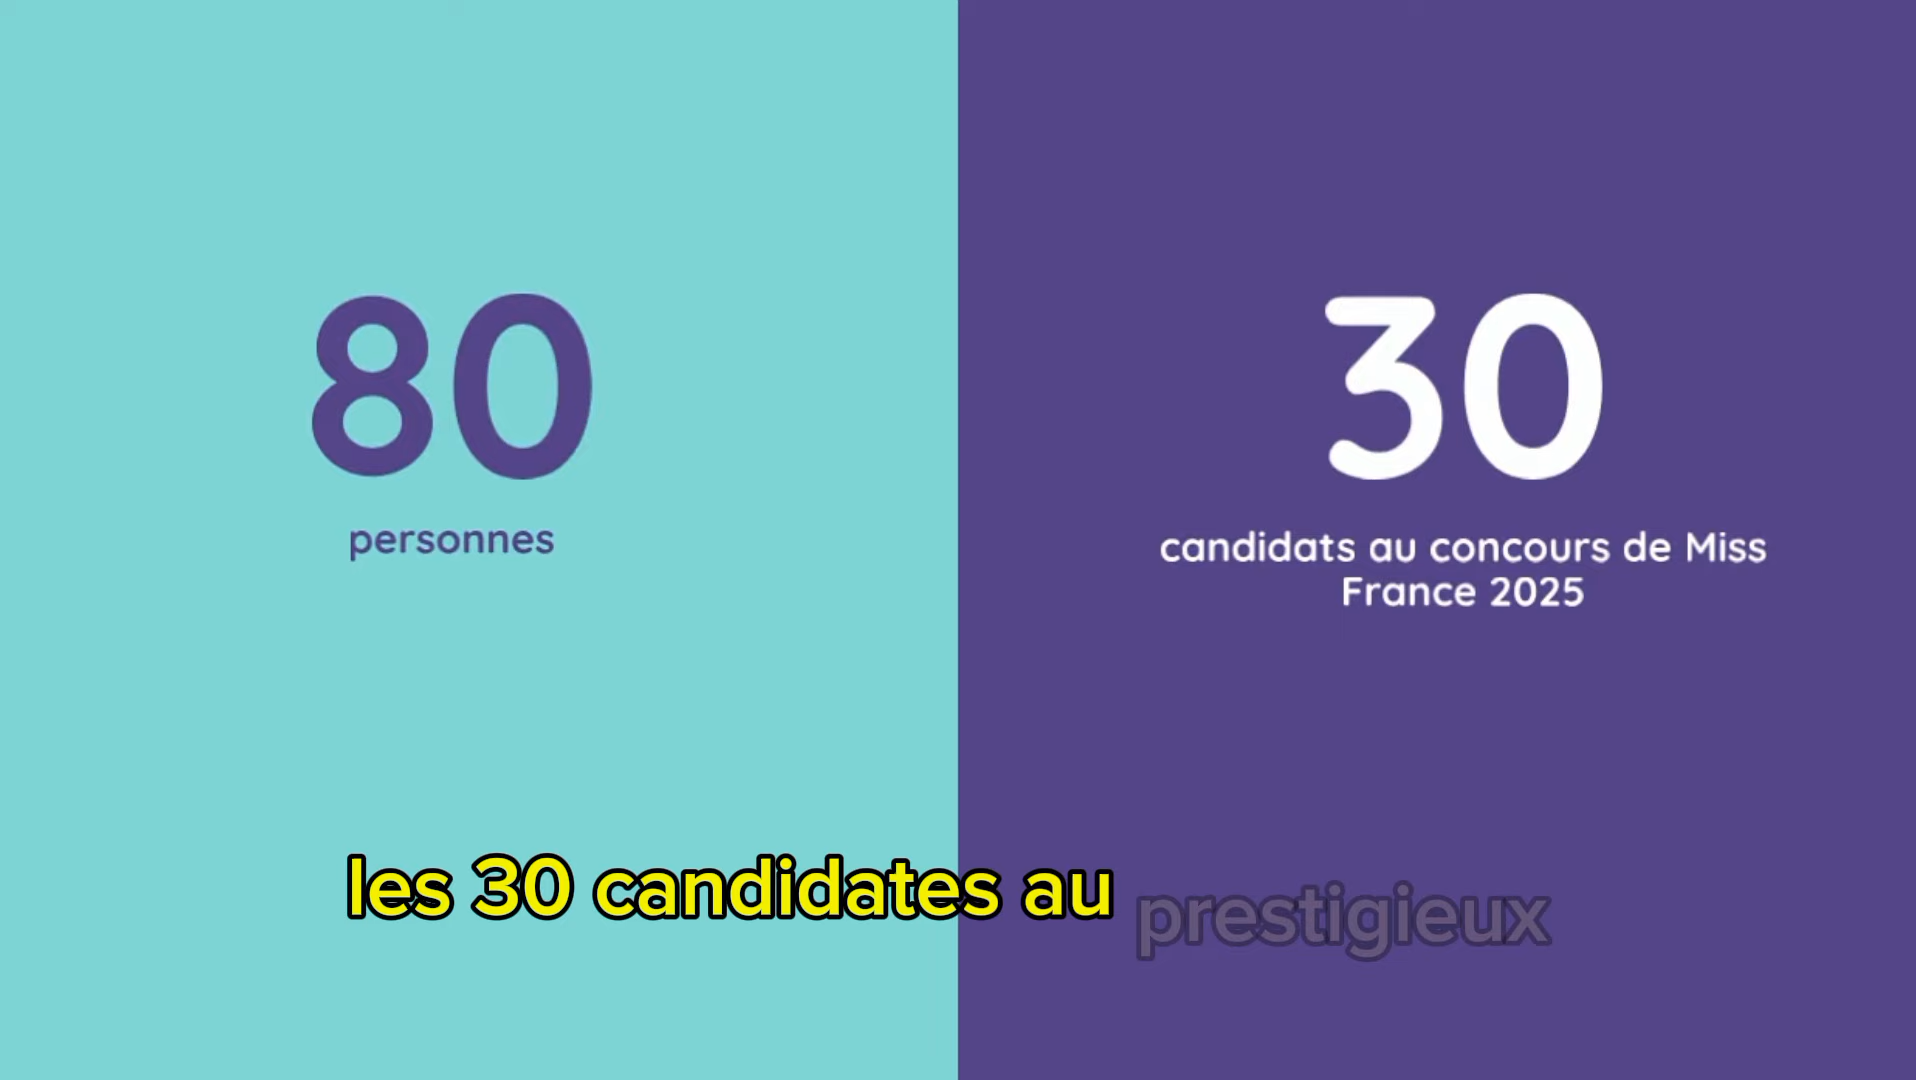 80
personnes
30
candidats au concours de Miss
France 2025
les 30 candidates au prestigieux